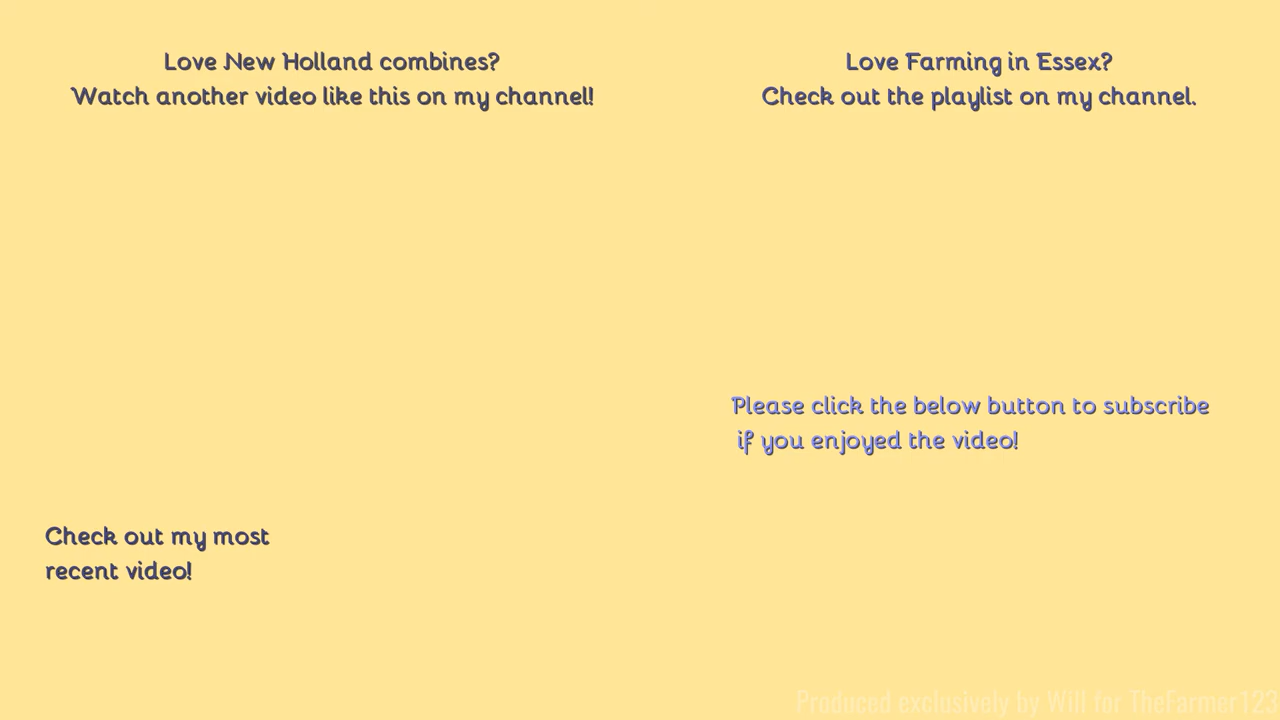 Love New Holland combines?
Watch another video like this on my channel!
Love Farming in Essex?
Check out the playlist on my channel.
Please click the below button to subscribe
if you enjoyed the video!
Check out my most
recent video!
Produced exclusively by Will for TheFarmer123